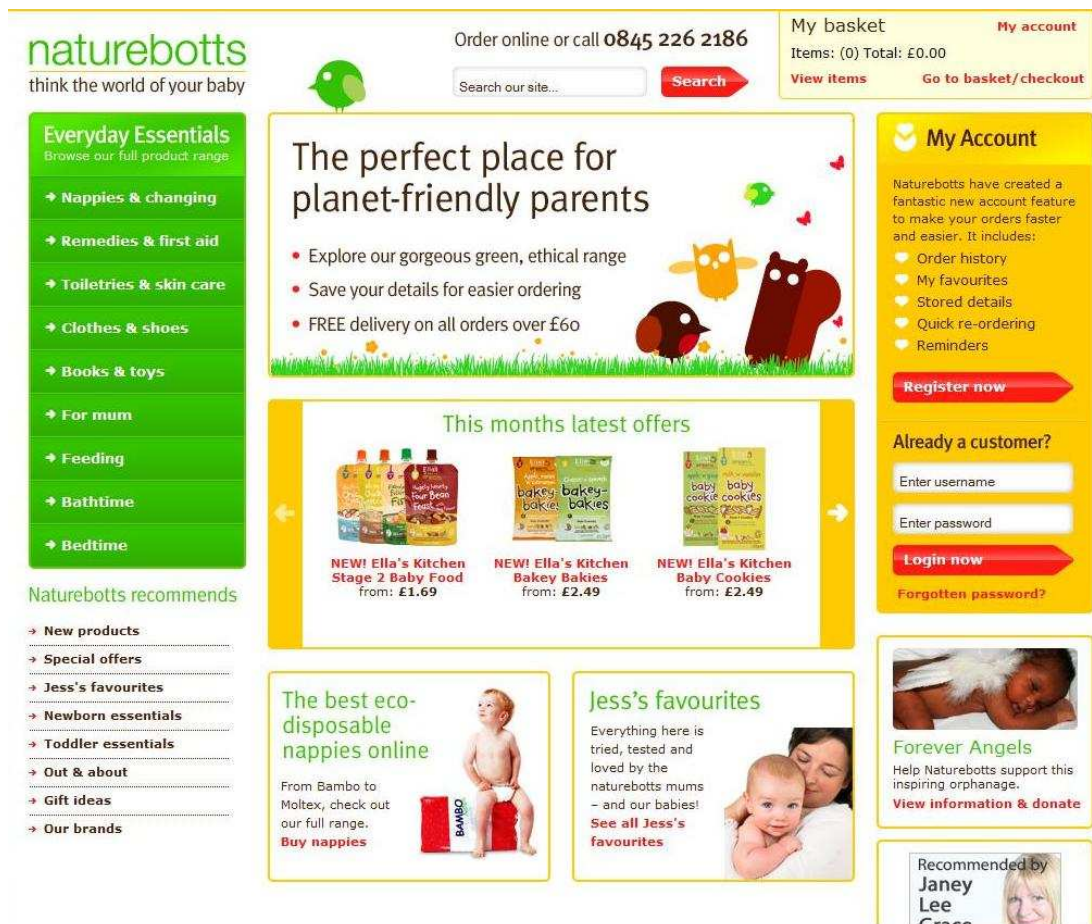 naturebotts
think the world of your baby
Order online or call 0845 226 2186
Search our site...
Search
My basket
My account
Items: (0) Total: £0.00
View items
Go to basket/checkout
Everyday Essentials
Browse our full product range
Nappies & changing
Remedies & first aid
Toiletries & skin care
Clothes & shoes
Books & toys
For mum
Feeding
Bathtime
Bedtime
Naturebotts recommends
New products
Special offers
Jess's favourites
Newborn essentials
Toddler essentials
Out & about
Gift ideas
Our brands
The perfect place for
planet-friendly parents
• Explore our gorgeous green, ethical range
• Save your details for easier ordering
• FREE delivery on all orders over £60
This months latest offers
Ella's
Four Bean
Feast
bakey-
bakies
bakey-
bakies
baby
cookies
baby
cookies
NEW! Ella's Kitchen
Stage 2 Baby Food
from: £1.69
NEW! Ella's Kitchen
Bakey Bakies
from: £2.49
NEW! Ella's Kitchen
Baby Cookies
from: £2.49
The best eco-
disposable
nappies online
From Bambo to
Moltex, check out
our full range.
Buy nappies
BAMBO
Jess's favourites
Everything here is
tried, tested and
loved by the
naturebotts mums
– and our babies!
See all Jess's
favourites
My Account
Naturebotts have created a
fantastic new account feature
to make your orders faster
and easier. It includes:
Order history
My favourites
Stored details
Quick re-ordering
Reminders
Register now
Already a customer?
Enter username
Enter password
Login now
Forgotten password?
Forever Angels
Help Naturebotts support this
inspiring orphanage.
View information & donate
Recommended by
Janey
Lee
Grace